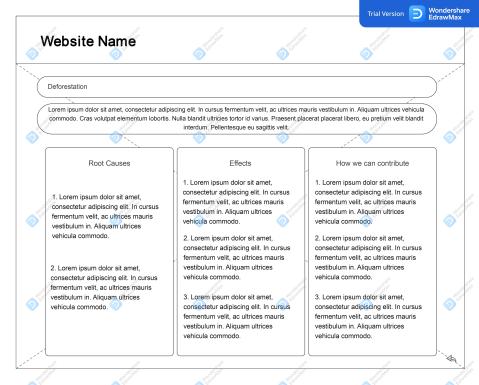 Trial Version
Wondershare
EdrawMax
Website Name
Deforestation
Lorem ipsum dolor sit amet, consectetur adipiscing elit. In cursus fermentum velit, ac ultrices mauris vestibulum in. Aliquam ultrices vehicula
commodo. Cras volutpat elementum lobortis. Nulla blandit ultrices tortor id varius. Praesent placerat placerat libero, eu pretium velit blandit
interdum. Pellentesque eu sagittis velit.
Root Causes
1. Lorem ipsum dolor sit amet,
consectetur adipiscing elit. In cursus
fermentum velit, ac ultrices mauris
vestibulum in. Aliquam ultrices
vehicula commodo.
2. Lorem ipsum dolor sit amet,
consectetur adipiscing elit. In cursus
fermentum velit, ac ultrices mauris
vestibulum in. Aliquam ultrices
vehicula commodo.
Effects
1. Lorem ipsum dolor sit amet,
consectetur adipiscing elit. In cursus
fermentum velit, ac ultrices mauris
vestibulum in. Aliquam ultrices
vehicula commodo.
2. Lorem ipsum dolor sit amet,
consectetur adipiscing elit. In cursus
fermentum velit, ac ultrices mauris
vestibulum in. Aliquam ultrices
vehicula commodo.
3. Lorem ipsum dolor sit amet,
consectetur adipiscing elit. In cursus
fermentum velit, ac ultrices mauris
vestibulum in. Aliquam ultrices
vehicula commodo.
How we can contribute
1. Lorem ipsum dolor sit amet,
consectetur adipiscing elit. In cursus
fermentum velit, ac ultrices mauris
vestibulum in. Aliquam ultrices
vehicula commodo.
2. Lorem ipsum dolor sit amet,
consectetur adipiscing elit. In cursus
fermentum velit, ac ultrices mauris
vestibulum in. Aliquam ultrices
vehicula commodo.
3. Lorem ipsum dolor sit amet,
consectetur adipiscing elit. In cursus
fermentum velit, ac ultrices mauris
vestibulum in. Aliquam ultrices
vehicula commodo.